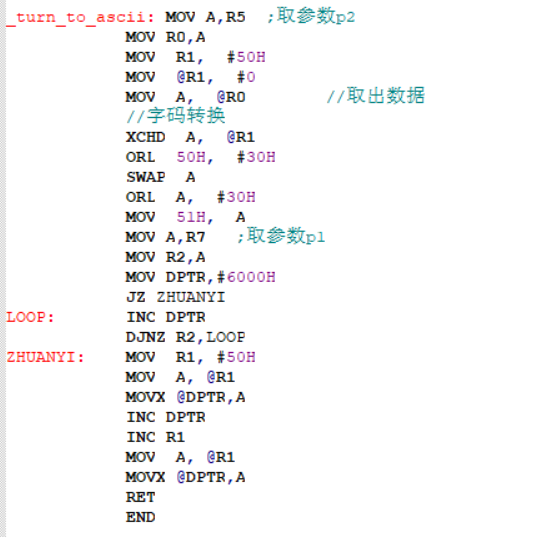 _turn_to_ascii: MOV A,R5 ;取参数p2
MOV R0,A
MOV R1, #50H
MOV @R1, #0
MOV A, @R0 //取出数据
//字码转换
XCHD A, @R1
ORL 50H, #30H
SWAP A
ORL A, #30H
MOV 51H, A
MOV A,R7 ;取参数p1
MOV R2,A
MOV DPTR,#6000H
JZ ZHUANYI
LOOP: INC DPTR
DJNZ R2,LOOP
ZHUANYI: MOV R1, #50H
MOV A, @R1
MOVX @DPTR,A
INC DPTR
INC R1
MOV A, @R1
MOVX @DPTR,A
RET
END